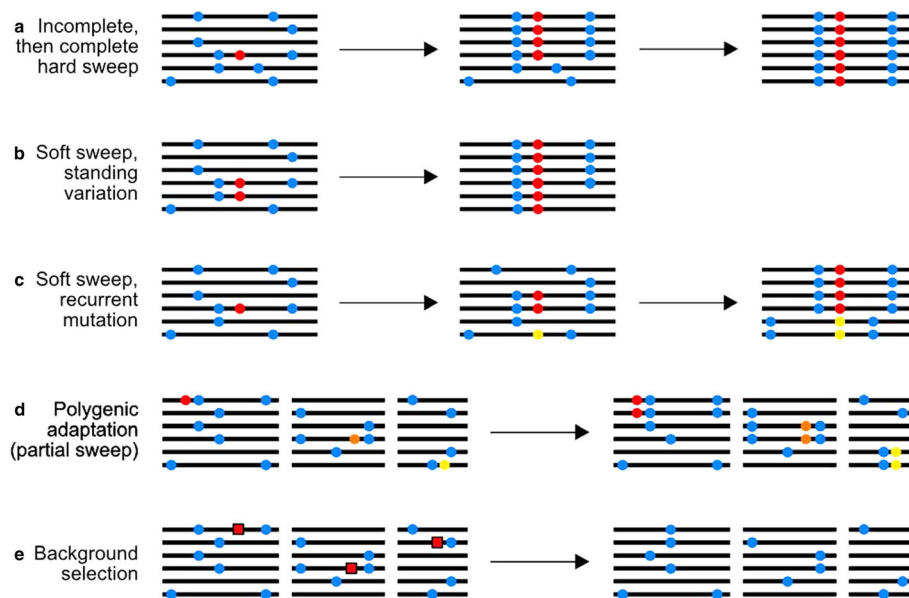 a Incomplete,
then complete
hard sweep
b Soft sweep,
standing
variation
c Soft sweep,
recurrent
mutation
d Polygenic
adaptation
(partial sweep)
e Background
selection